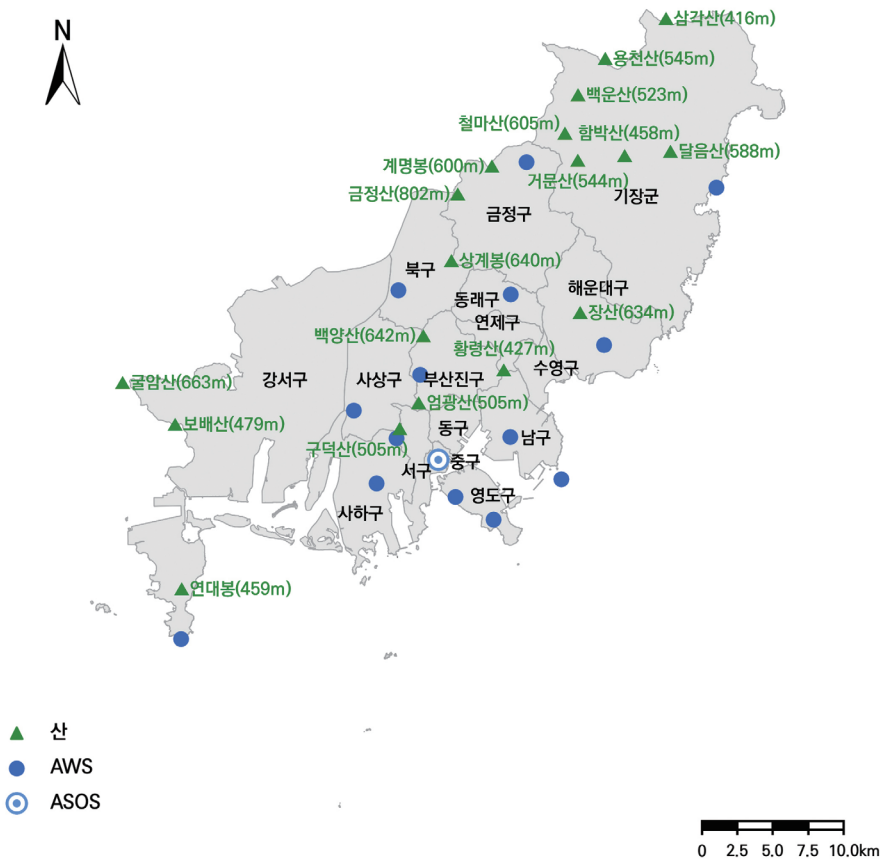 N
삼각산(416m)
용천산(545m)
백운산(523m)
철마산(605m)
함박산(458m)
계명봉(600m)
달음산(588m)
거문산(544m)
금정산(802m)
기장군
금정구
상계봉(640m)
북구
해운대구
동래구
장산(634m)
연제구
백양산(642m)
황령산(427m)
수영구
굴암산(663m)
강서구
사상구
부산진구
엄광산(505m)
보배산(479m)
동구
남구
구덕산(505m)
서구
중구
영도구
사하구
연대봉(459m)
산
AWS
ASOS
0 2.5 5.0 7.5 10.0km